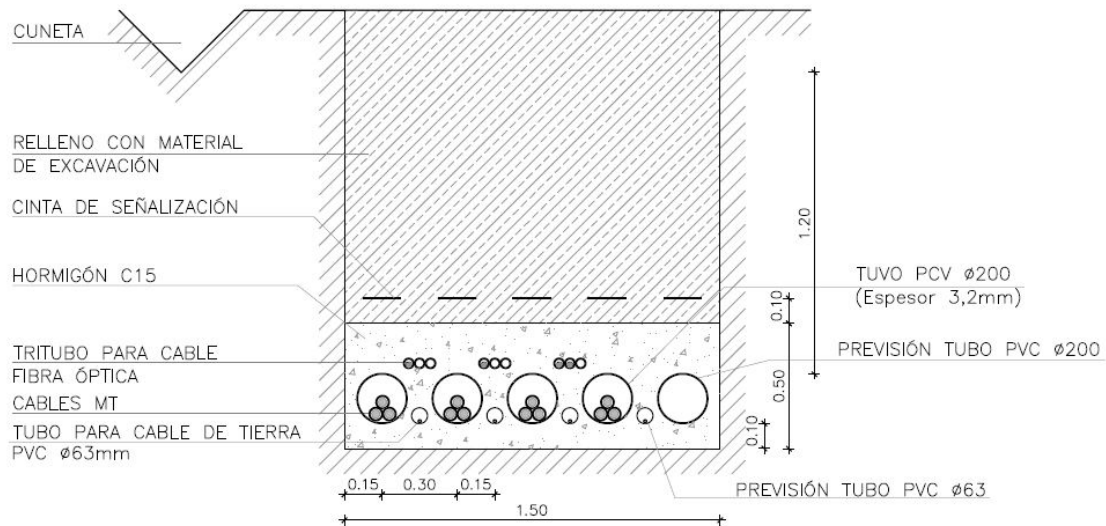 CUNETA
RELLENO CON MATERIAL
DE EXCAVACIÓN
CINTA DE SEÑALIZACIÓN
HORMIGÓN C15
TRITUBO PARA CABLE
FIBRA ÓPTICA
CABLES MT
TUBO PARA CABLE DE TIERRA
PVC ø63mm
1.20
TUVO PCV ø200
(Espesor 3,2mm)
0.10
PREVISIÓN TUBO PVC ø200
0.50
0.10
PREVISIÓN TUBO PVC ø63
0.15
0.30
0.15
1.50